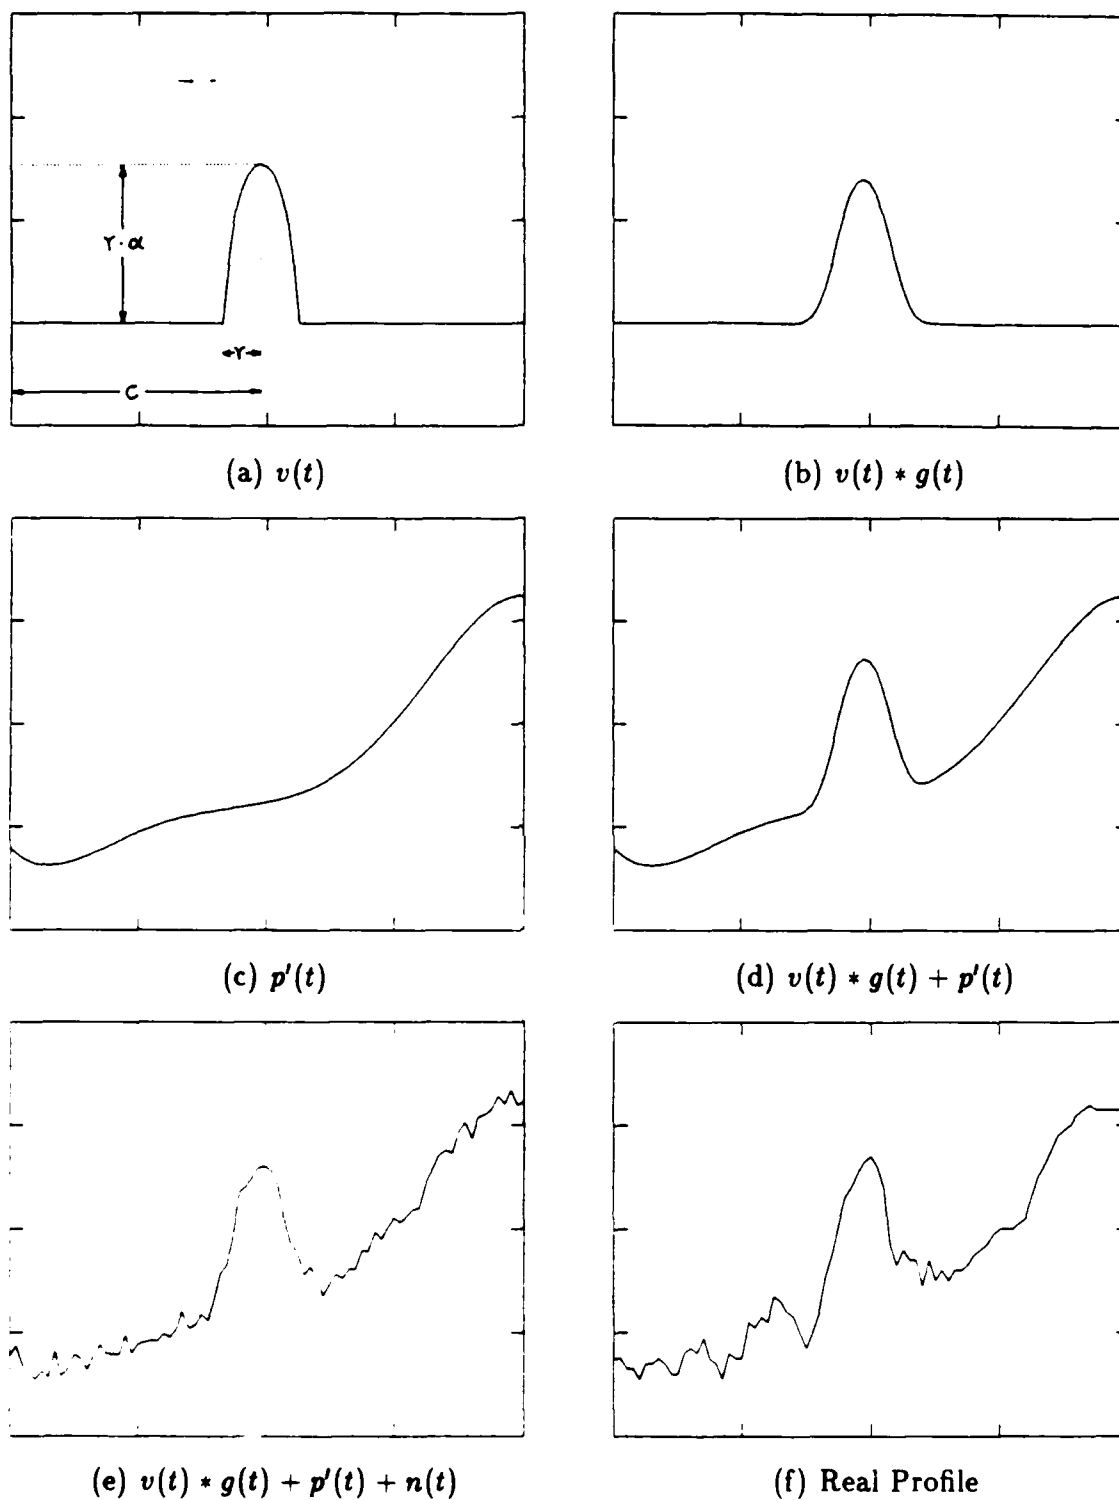 r·α
r
c
(a) v(t)
(b) v(t) * g(t)
(c) p′(t)
(d) v(t) * g(t) + p′(t)
(e) v(t) * g(t) + p′(t) + n(t)
(f) Real Profile